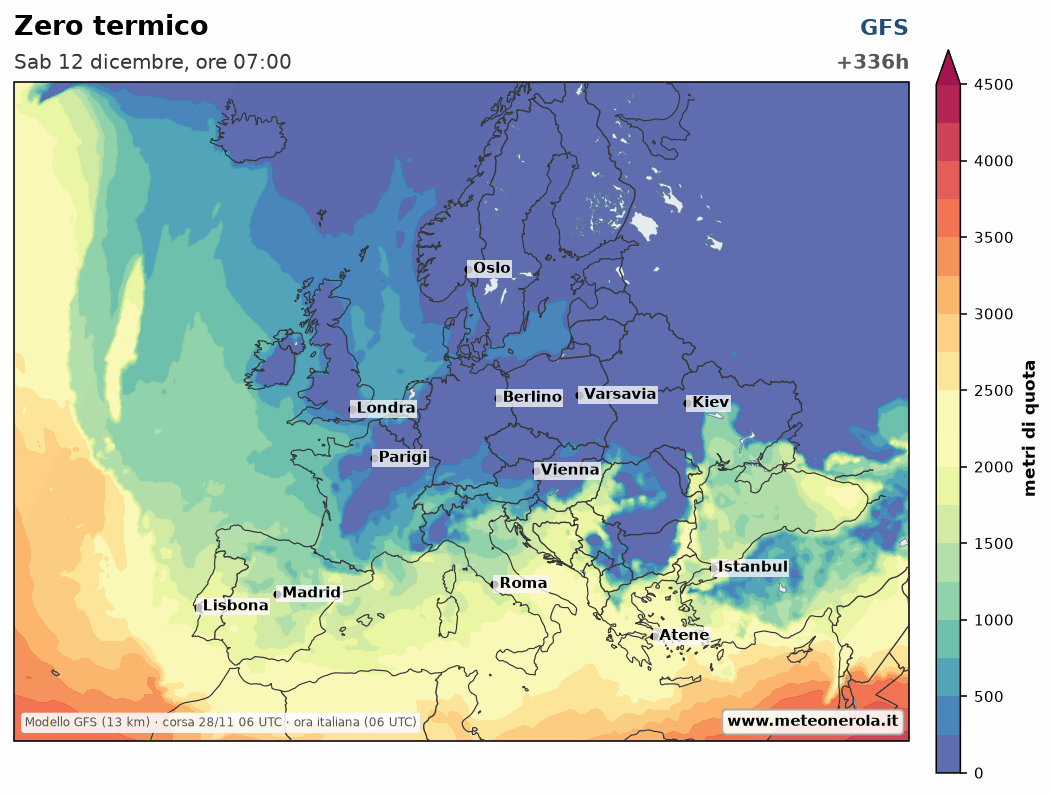 Zero termico
GFS
Sab 12 dicembre, ore 07:00
+336h
4500
4000
3500
3000
2500
2000
1500
1000
500
0
metri di quota
Oslo
Berlino
Varsavia
Kiev
Londra
Parigi
Vienna
Istanbul
Roma
Madrid
Lisbona
Atene
Modello GFS (13 km) · corsa 28/11 06 UTC · ora italiana (06 UTC)
www.meteonerola.it